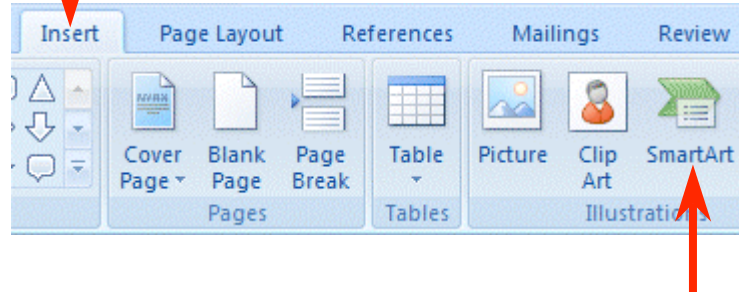 Insert Page Layout References Mailings Review
Cover Blank Page Table Picture Clip SmartArt
Page Page Break Art
Pages Tables Illustrations